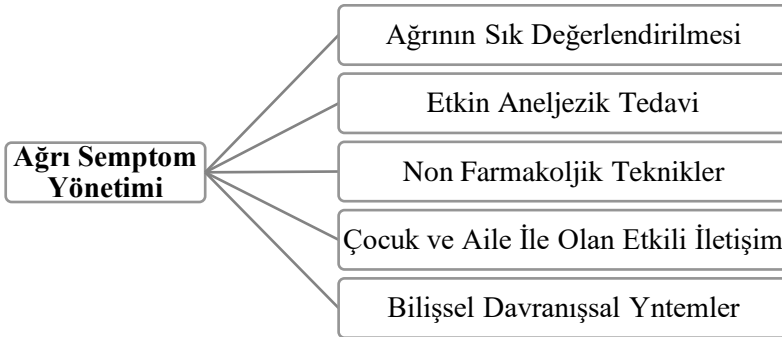 Ağrı Semptom
Yönetimi
Ağrının Sık Değerlendirilmesi
Etkin Aneljezik Tedavi
Non Farmakoljik Teknikler
Çocuk ve Aile İle Olan Etkili İletişim
Bilişsel Davranışsal Yntemler